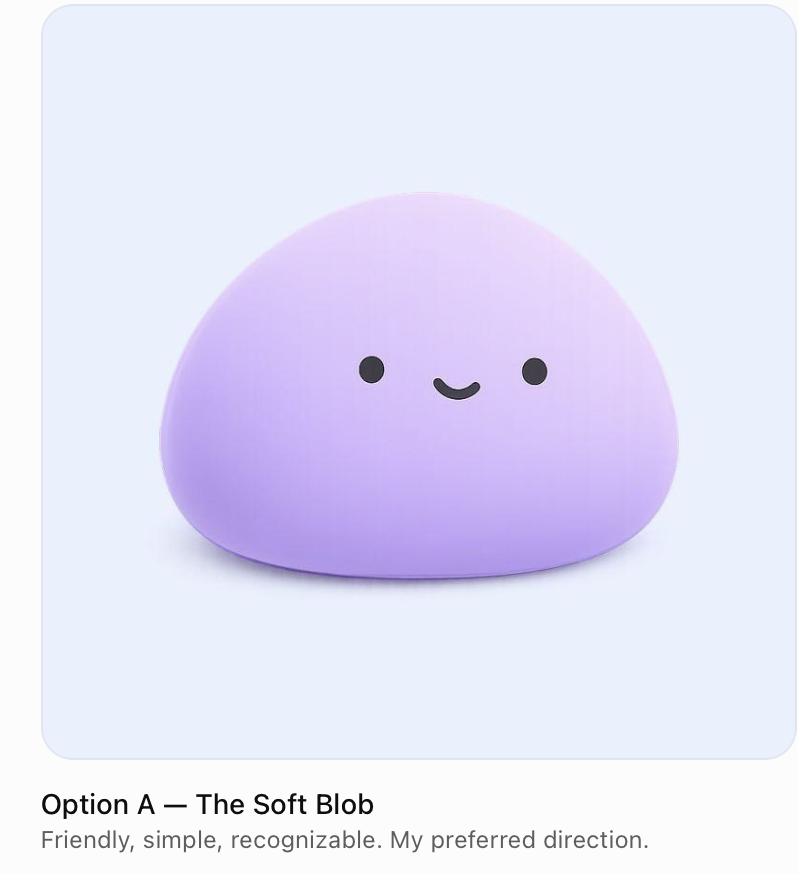 Option A — The Soft Blob
Friendly, simple, recognizable. My preferred direction.